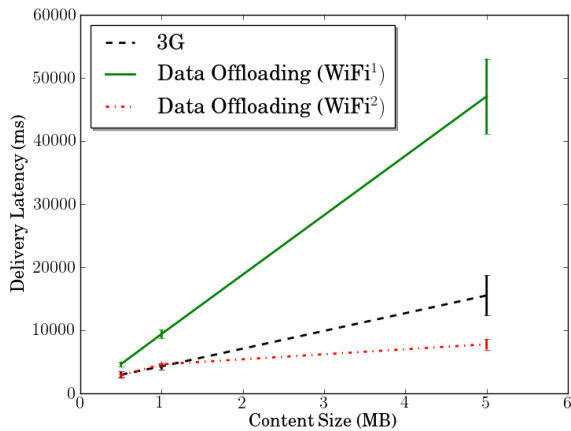 60000
50000
40000
30000
20000
10000
0
Delivery Latency (ms)
3G
Data Offloading (WiFi¹)
Data Offloading (WiFi²)
0 1 2 3 4 5 6
Content Size (MB)